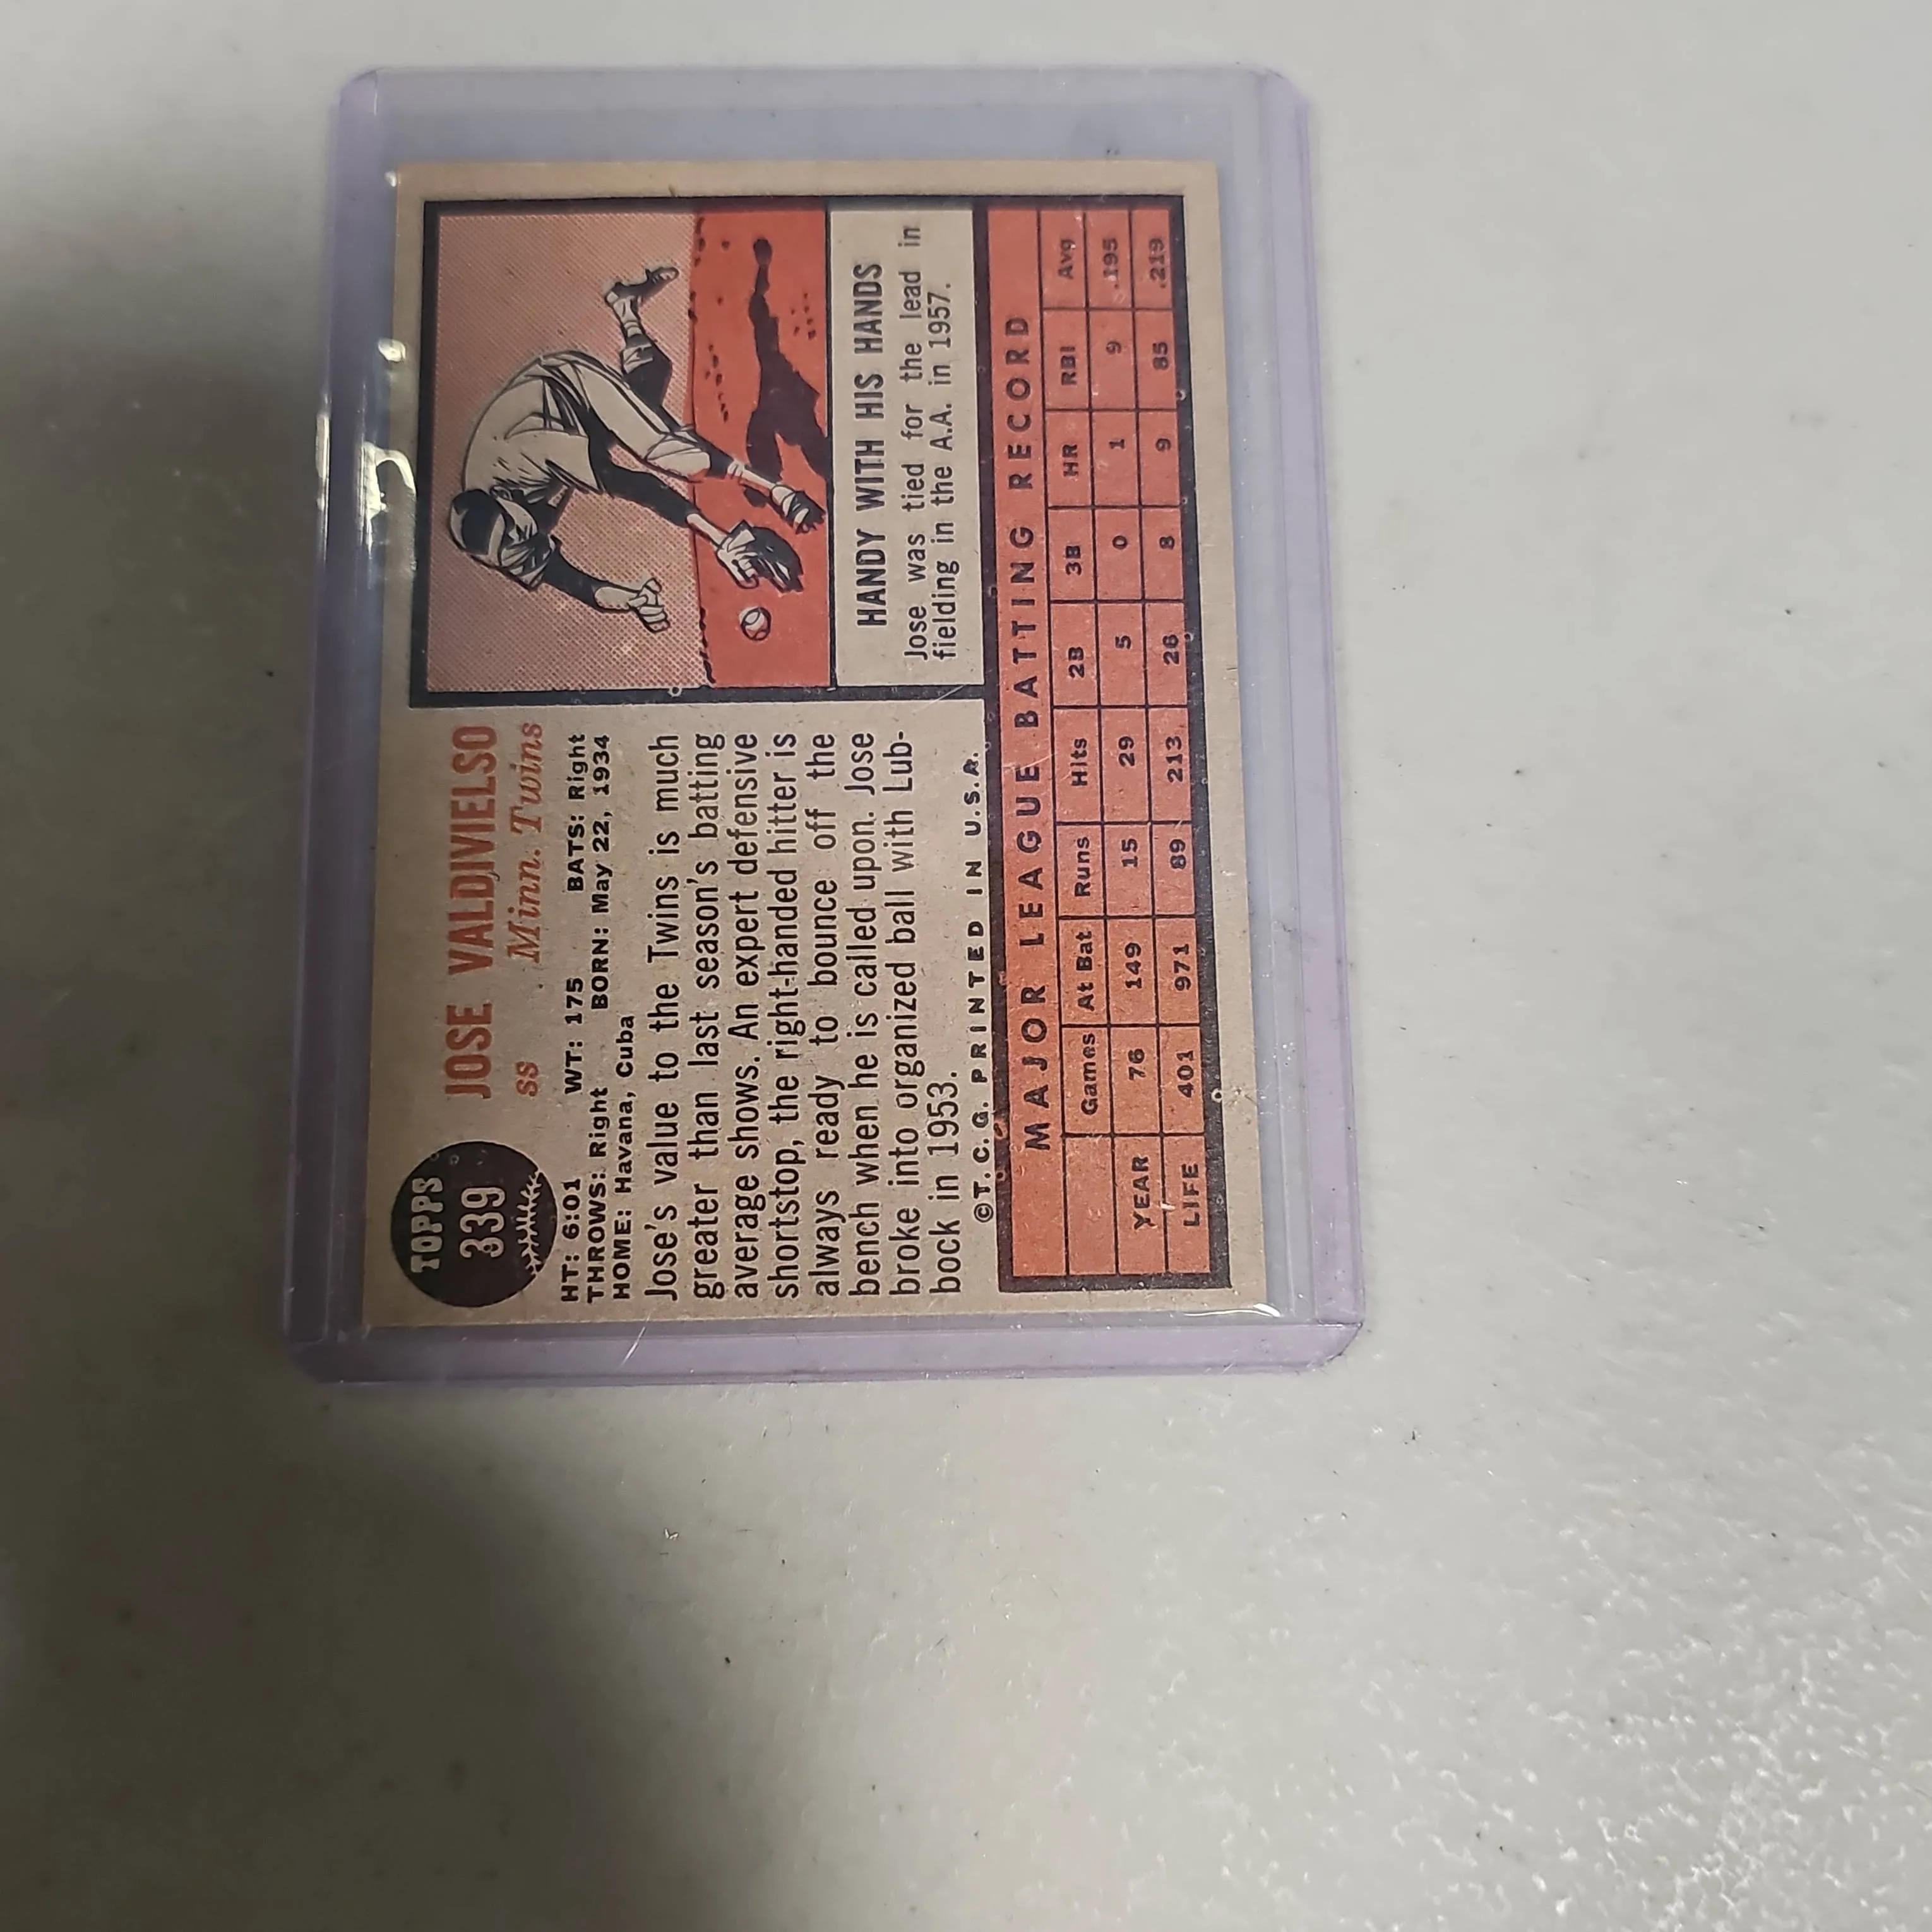 TOPPS
339
JOSE VALDIVIELSO
ss Minn. Twins
HT: 6:01 WT: 175 BATS: Right
THROWS: Right BORN: May 22, 1934
HOME: Havana, Cuba
Jose's value to the Twins is much
greater than last season's batting
average shows. An expert defensive
shortstop, the right-handed hitter is
always ready to bounce off the
bench when he is called upon. Jose
broke into organized ball with Lub-
bock in 1953.
©T. C. G. PRINTED IN U.S.A.
HANDY WITH HIS HANDS
Jose was tied for the lead in
fielding in the A.A. in 1957.
MAJOR LEAGUE BATTING RECORD
Games At Bat Runs Hits 2B 3B HR RBI Avg
YEAR 76 149 15 29 5 0 1 9 .195
LIFE 401 971 89 213 26 8 9 85 .219